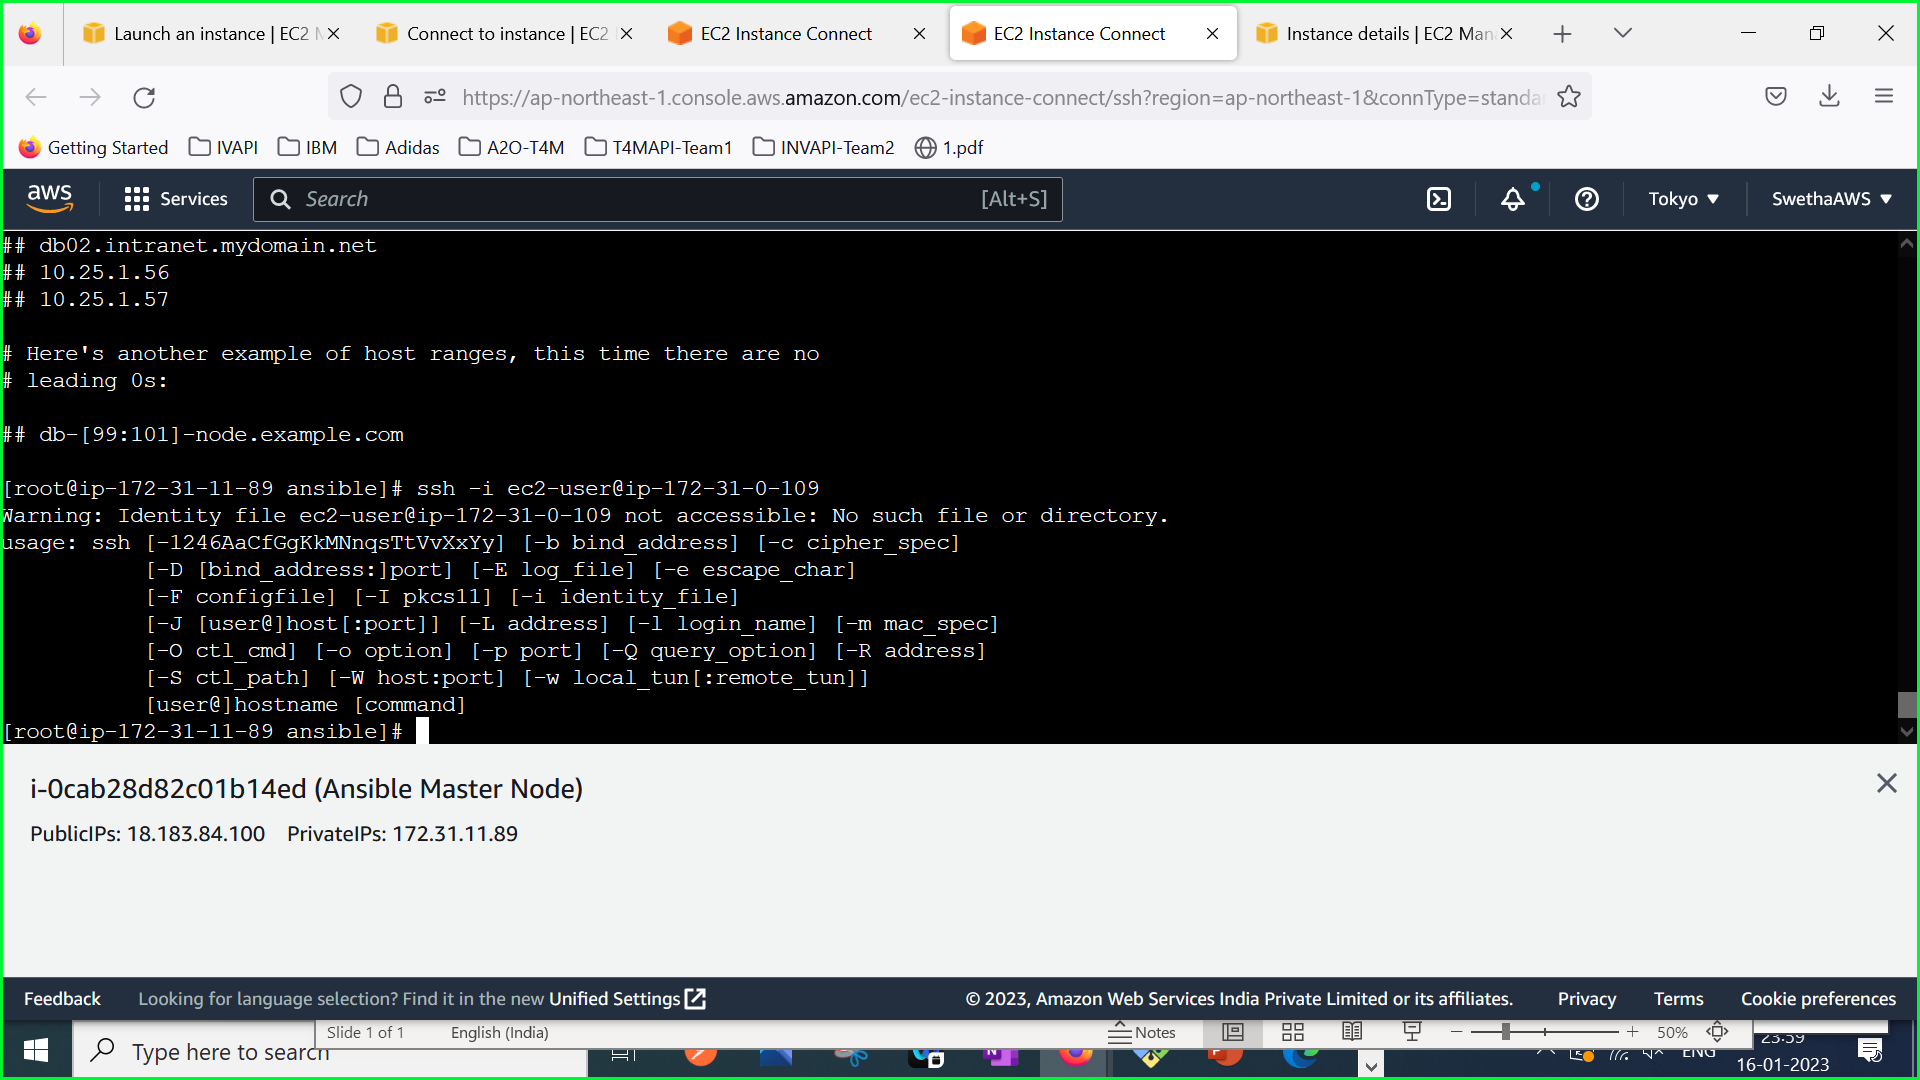 Launch an instance | EC2 M
Connect to instance | EC2
EC2 Instance Connect
EC2 Instance Connect
Instance details | EC2 Man
https://ap-northeast-1.console.aws.amazon.com/ec2-instance-connect/ssh?region=ap-northeast-1&connType=standa
Getting Started
IVAPI
IBM
Adidas
A2O-T4M
T4MAPI-Team1
INVAPI-Team2
1.pdf
aws
Services
Search
[Alt+S]
Tokyo
SwethaAWS
## db02.intranet.mydomain.net
## 10.25.1.56
## 10.25.1.57
# Here's another example of host ranges, this time there are no
# leading 0s:
## db-[99:101]-node.example.com
[root@ip-172-31-11-89 ansible]# ssh -i ec2-user@ip-172-31-0-109
Warning: Identity file ec2-user@ip-172-31-0-109 not accessible: No such file or directory.
usage: ssh [-1246AaCfGgKkMNnqsTtVvXxYy] [-b bind_address] [-c cipher_spec]
[-D [bind_address:]port] [-E log_file] [-e escape_char]
[-F configfile] [-I pkcs11] [-i identity_file]
[-J [user@]host[:port]] [-L address] [-l login_name] [-m mac_spec]
[-O ctl_cmd] [-o option] [-p port] [-Q query_option] [-R address]
[-S ctl_path] [-W host:port] [-w local_tun[:remote_tun]]
[user@]hostname [command]
[root@ip-172-31-11-89 ansible]#
i-0cab28d82c01b14ed (Ansible Master Node)
PublicIPs: 18.183.84.100 PrivateIPs: 172.31.11.89
Feedback
Looking for language selection? Find it in the new Unified Settings
© 2023, Amazon Web Services India Private Limited or its affiliates.
Privacy
Terms
Cookie preferences
Slide 1 of 1
English (India)
Notes
50%
Type here to search
ENG
23:59
16-01-2023